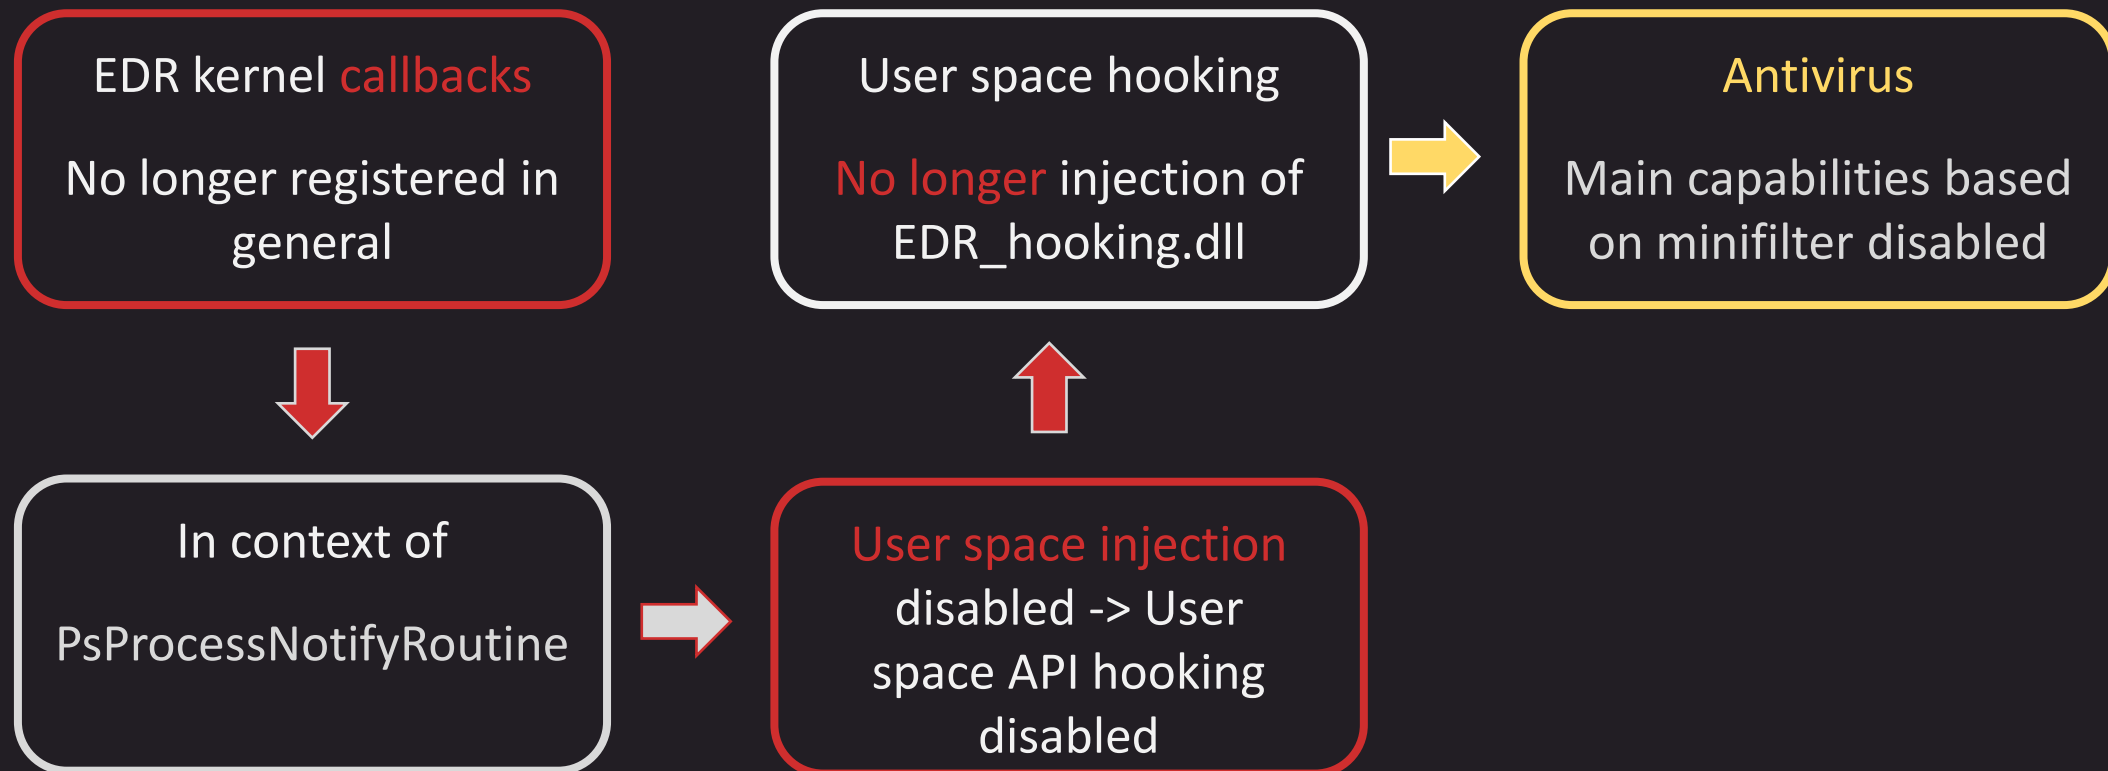 EDR kernel callbacks
No longer registered in
general
In context of
PsProcessNotifyRoutine
User space injection
disabled -> User
space API hooking
disabled
User space hooking
No longer injection of
EDR_hooking.dll
Antivirus
Main capabilities based
on minifilter disabled